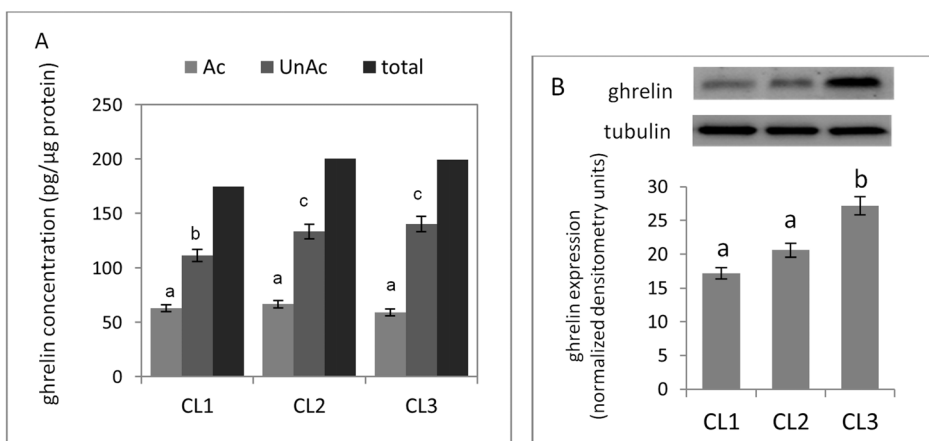 A
Ac UnAc total
ghrelin concentration (pg/µg protein)
250
200
150
100
50
0
a b
a c
a c
CL1 CL2 CL3
B
ghrelin
tubulin
ghrelin expression
(normalized densitometry units)
30
25
20
15
10
5
0
a a b
CL1 CL2 CL3